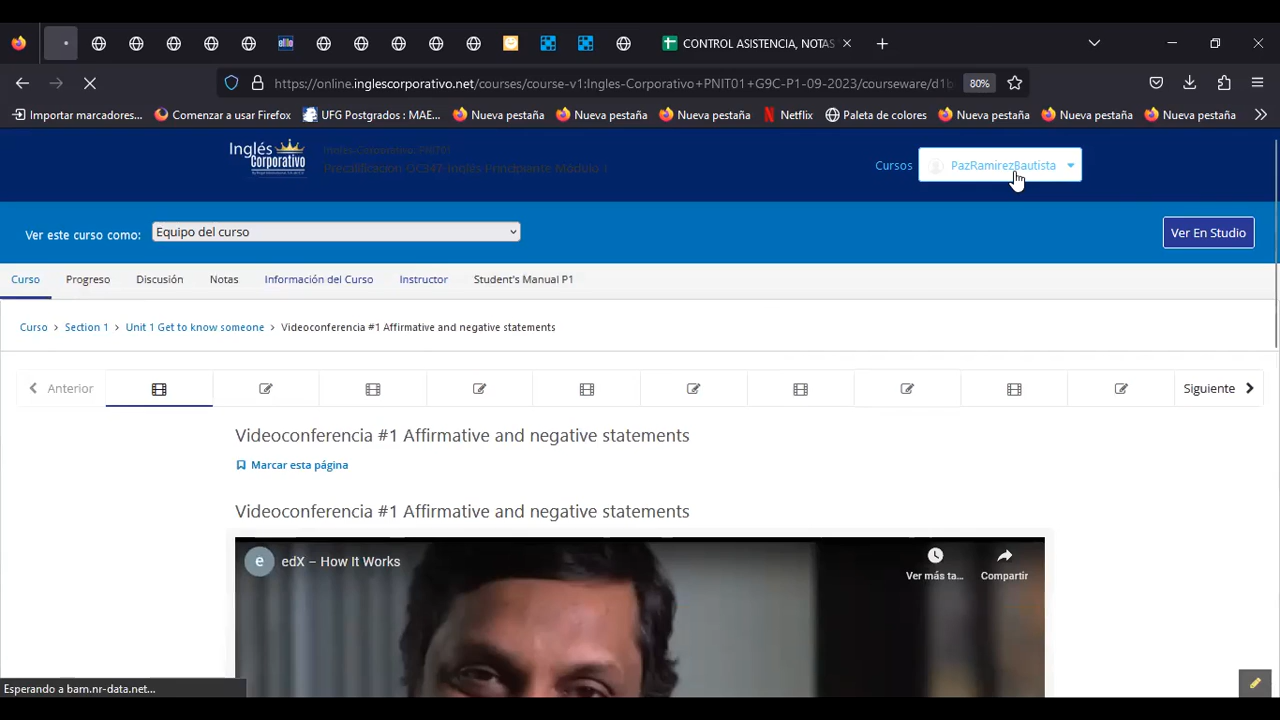 CONTROL ASISTENCIA, NOTAS
https://online.inglescorporativo.net/courses/course-v1:Ingles-Corporativo+PNIT01+G9C-P1-09-2023/courseware/d1b
80%
Importar marcadores...
Comenzar a usar Firefox
UFG Postgrados : MAE...
Nueva pestaña
Nueva pestaña
Nueva pestaña
Netflix
Paleta de colores
Nueva pestaña
Nueva pestaña
Nueva pestaña
Inglés
Corporativo
Cursos
PazRamirezBautista
Ver este curso como:
Equipo del curso
Ver En Studio
Curso
Progreso
Discusión
Notas
Información del Curso
Instructor
Student's Manual P1
Curso > Section 1 > Unit 1 Get to know someone > Videoconferencia #1 Affirmative and negative statements
Anterior
Siguiente
Videoconferencia #1 Affirmative and negative statements
Marcar esta página
Videoconferencia #1 Affirmative and negative statements
e
edX – How It Works
Ver más ta...
Compartir
Esperando a bam.nr-data.net...